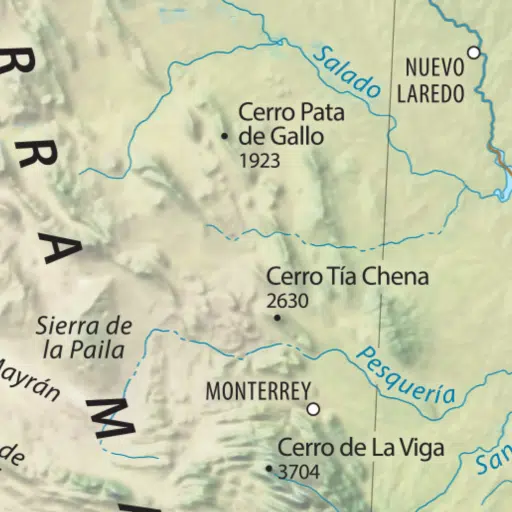 R
Salado
NUEVO
LAREDO
Cerro Pata
de Gallo
1923
R
A
Cerro Tía Chena
2630
Sierra de
la Paila
Mayrán
Pesquería
MONTERREY
M
Cerro de La Viga
3704
de
San